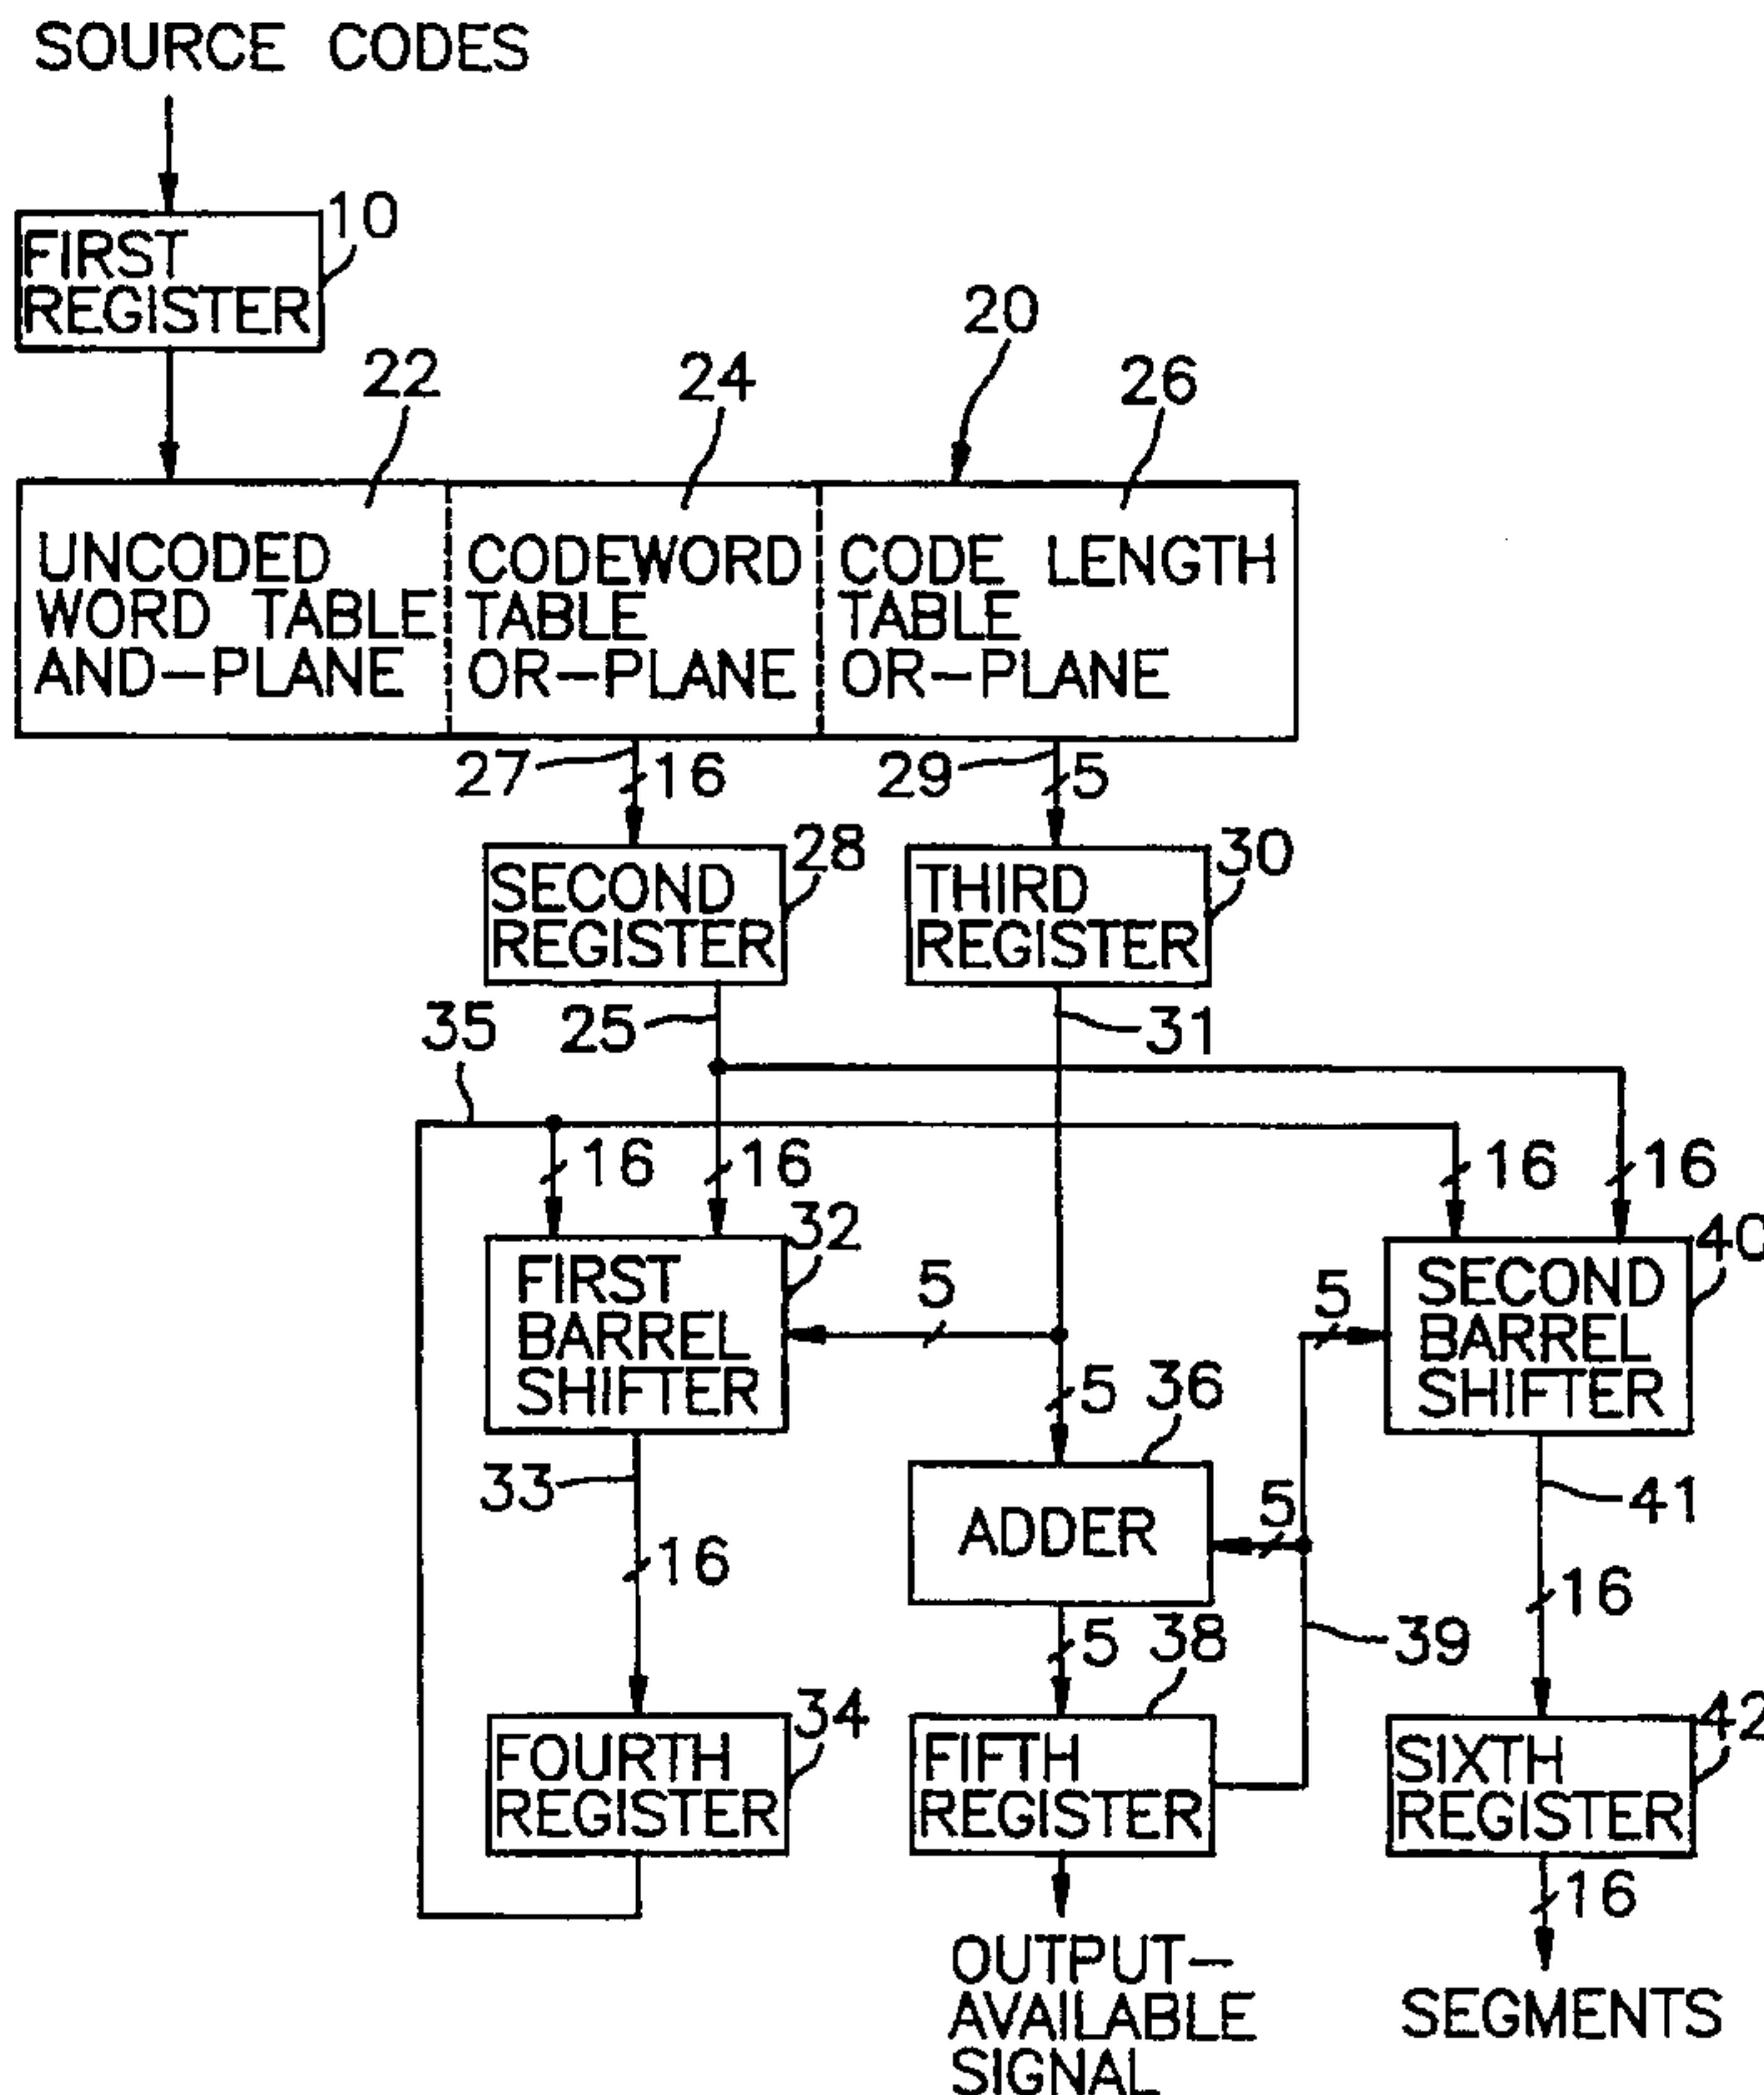 SOURCE CODES
10
FIRST
REGISTER
20
22
24
26
UNCODED
WORD TABLE
AND-PLANE
CODEWORD
TABLE
OR-PLANE
CODE LENGTH
TABLE
OR-PLANE
27
16
29
5
28
SECOND
REGISTER
30
THIRD
REGISTER
35
25
31
16
16
16
16
32
FIRST
BARREL
SHIFTER
5
5
40
SECOND
BARREL
SHIFTER
5
36
33
ADDER
5
41
16
16
5
38
39
34
FOURTH
REGISTER
FIFTH
REGISTER
42
SIXTH
REGISTER
16
OUTPUT-
AVAILABLE
SIGNAL
SEGMENTS